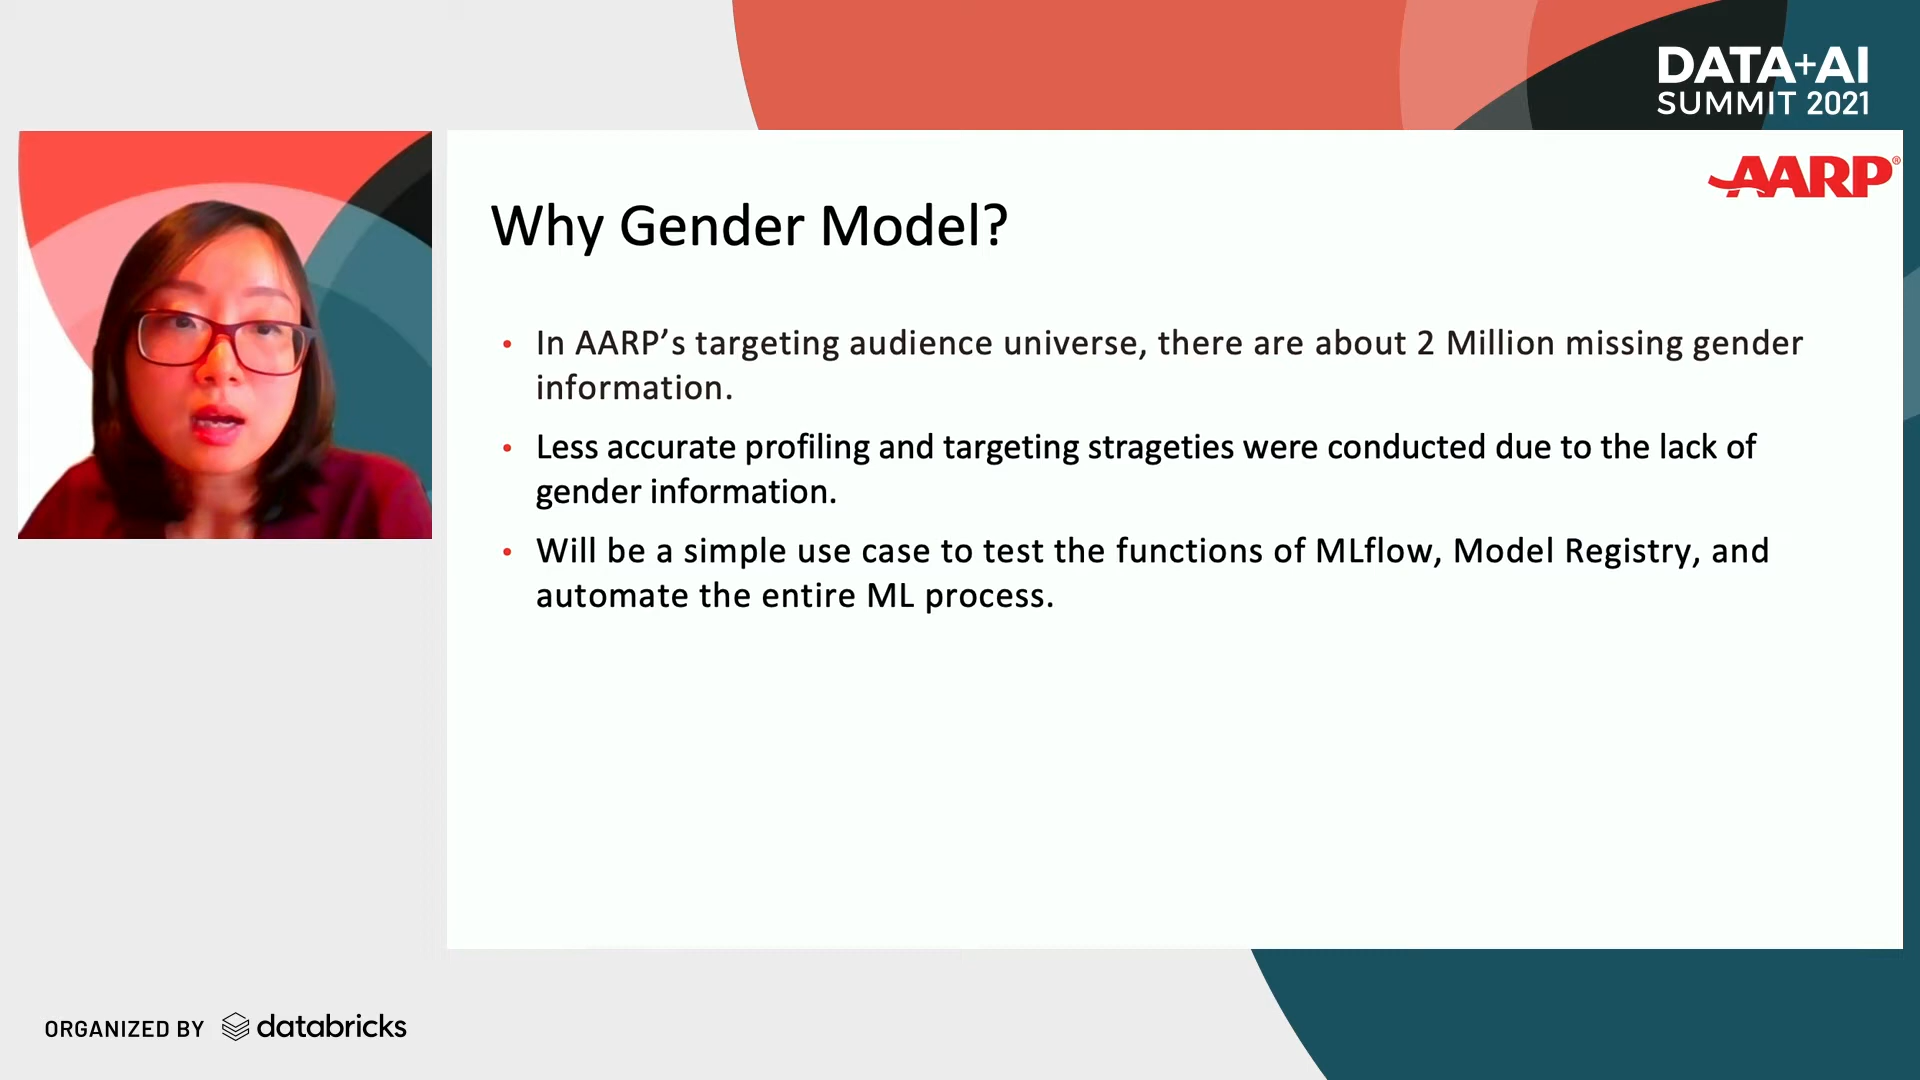 DATA+AI
SUMMIT 2021
AARP®
Why Gender Model?
• In AARP’s targeting audience universe, there are about 2 Million missing gender
information.
• Less accurate profiling and targeting strageties were conducted due to the lack of
gender information.
• Will be a simple use case to test the functions of MLflow, Model Registry, and
automate the entire ML process.
ORGANIZED BY databricks